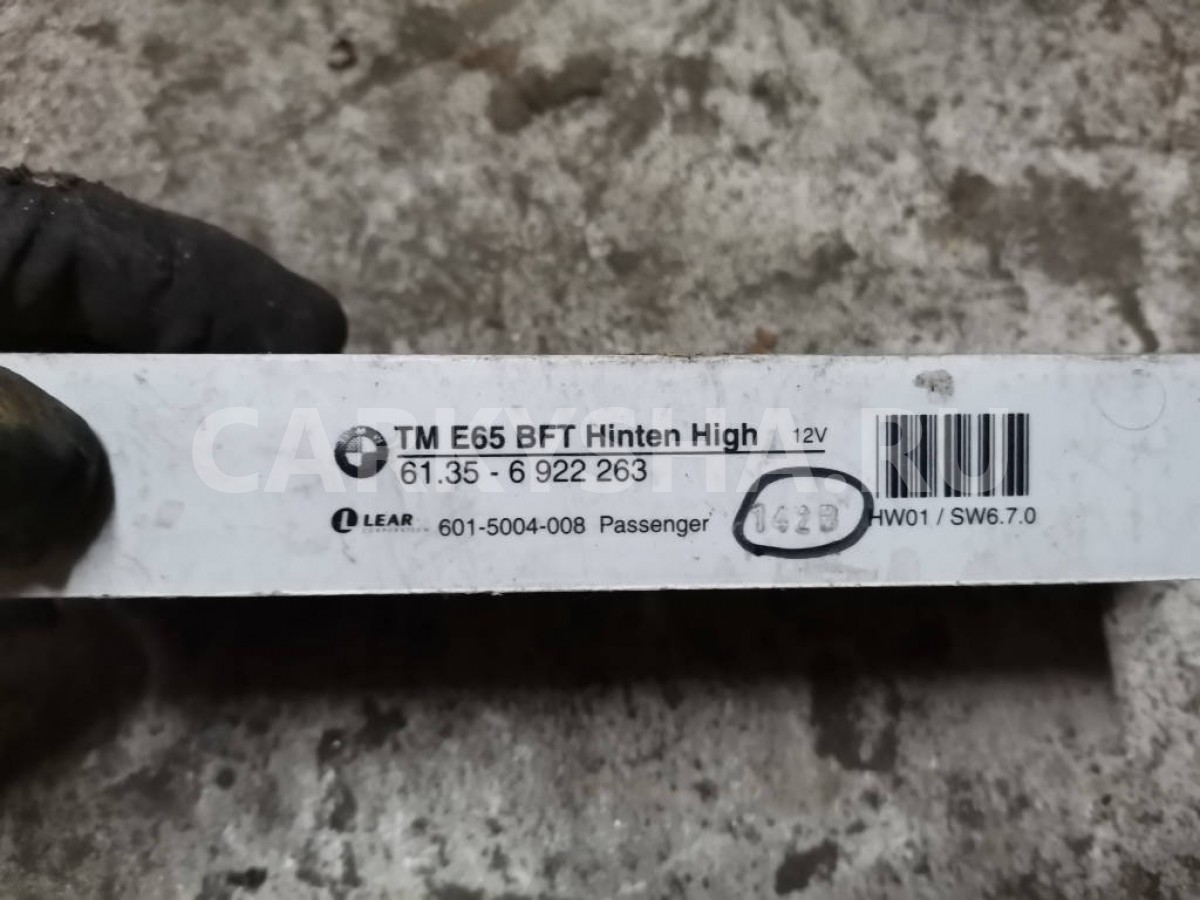 TM E65 BFT Hinten High 12V
61.35 - 6 922 263
LEAR
CORPORATION
601-5004-008 Passenger
HW01 / SW6.7.0
CARKYSHA.RU